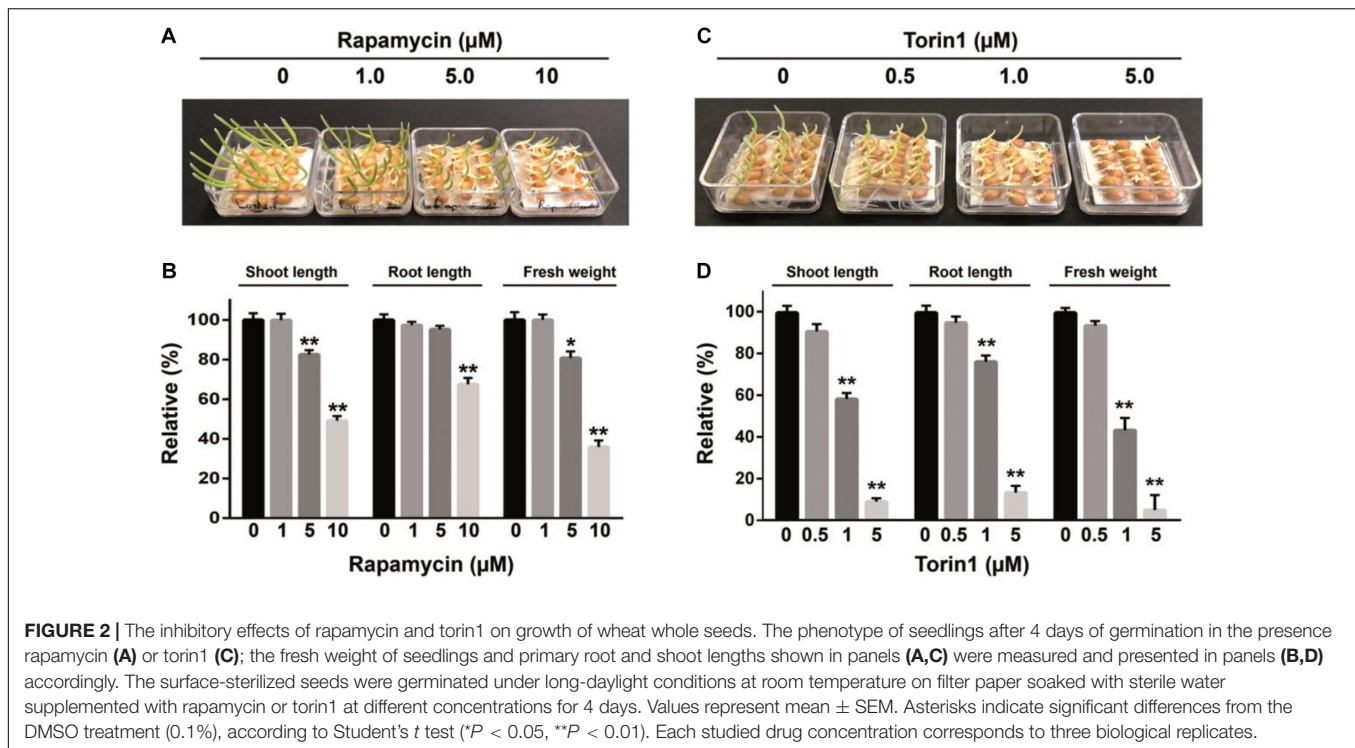 A
Rapamycin (µM)
0 1.0 5.0 10
C
Torin1 (µM)
0 0.5 1.0 5.0
B
Shoot length Root length Fresh weight
Relative (%)
100
80
60
40
20
0
** ** ** * **
0 1 5 10 0 1 5 10 0 1 5 10
Rapamycin (µM)
D
Shoot length Root length Fresh weight
Relative (%)
100
80
60
40
20
0
** ** ** ** ** **
0 0.5 1 5 0 0.5 1 5 0 0.5 1 5
Torin1 (µM)
FIGURE 2 | The inhibitory effects of rapamycin and torin1 on growth of wheat whole seeds. The phenotype of seedlings after 4 days of germination in the presence
rapamycin (A) or torin1 (C); the fresh weight of seedlings and primary root and shoot lengths shown in panels (A,C) were measured and presented in panels (B,D)
accordingly. The surface-sterilized seeds were germinated under long-daylight conditions at room temperature on filter paper soaked with sterile water
supplemented with rapamycin or torin1 at different concentrations for 4 days. Values represent mean ± SEM. Asterisks indicate significant differences from the
DMSO treatment (0.1%), according to Student's t test (*P < 0.05, **P < 0.01). Each studied drug concentration corresponds to three biological replicates.